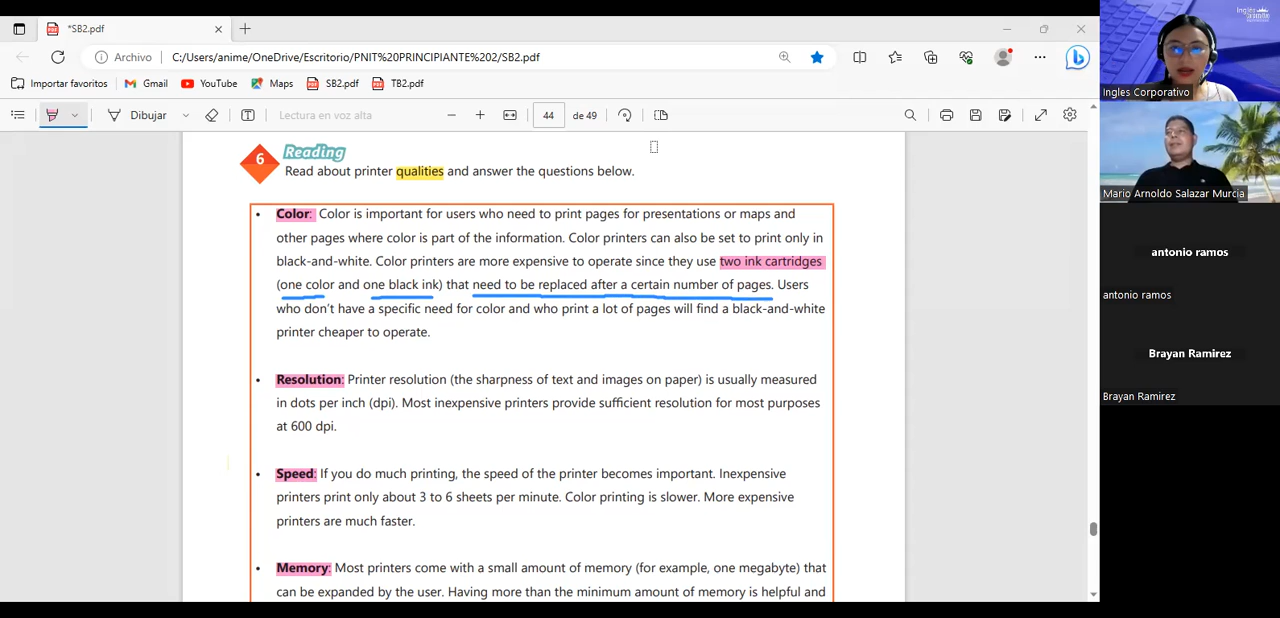 *SB2.pdf
Archivo
C:/Users/anime/OneDrive/Escritorio/PNIT%20PRINCIPIANTE%202/SB2.pdf
Importar favoritos
Gmail
YouTube
Maps
SB2.pdf
TB2.pdf
Dibujar
Lectura en voz alta
44
de 49
6
Reading
Read about printer qualities and answer the questions below.
• Color: Color is important for users who need to print pages for presentations or maps and
other pages where color is part of the information. Color printers can also be set to print only in
black-and-white. Color printers are more expensive to operate since they use two ink cartridges
(one color and one black ink) that need to be replaced after a certain number of pages. Users
who don't have a specific need for color and who print a lot of pages will find a black-and-white
printer cheaper to operate.
• Resolution: Printer resolution (the sharpness of text and images on paper) is usually measured
in dots per inch (dpi). Most inexpensive printers provide sufficient resolution for most purposes
at 600 dpi.
• Speed: If you do much printing, the speed of the printer becomes important. Inexpensive
printers print only about 3 to 6 sheets per minute. Color printing is slower. More expensive
printers are much faster.
• Memory: Most printers come with a small amount of memory (for example, one megabyte) that
can be expanded by the user. Having more than the minimum amount of memory is helpful and
Ingles Corporativo
Mario Arnoldo Salazar Murcia
antonio ramos
antonio ramos
Brayan Ramirez
Brayan Ramirez